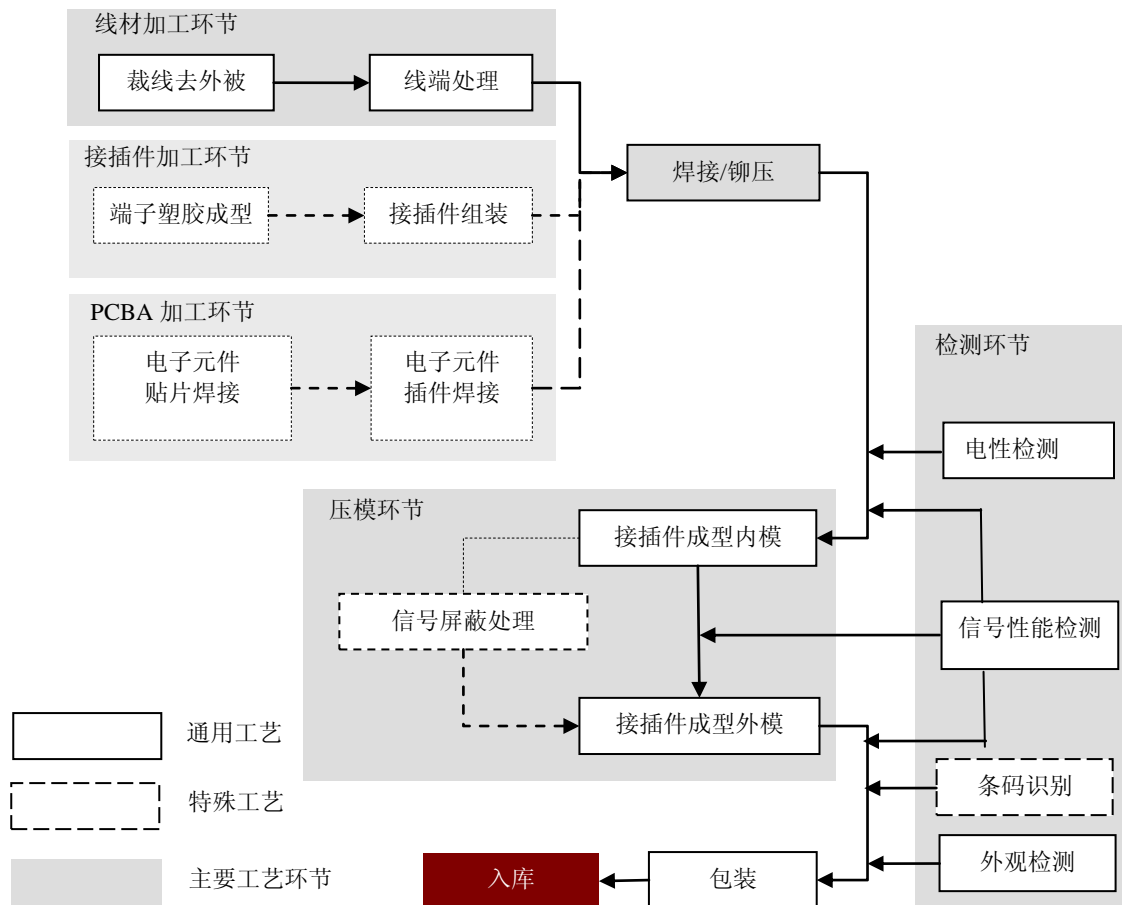 线材加工环节
裁线去外被
线端处理
接插件加工环节
端子塑胶成型
接插件组装
焊接/铆压
PCBA 加工环节
电子元件
贴片焊接
电子元件
插件焊接
检测环节
电性检测
压模环节
接插件成型内模
信号屏蔽处理
信号性能检测
接插件成型外模
通用工艺
条码识别
特殊工艺
外观检测
主要工艺环节
入库
包装